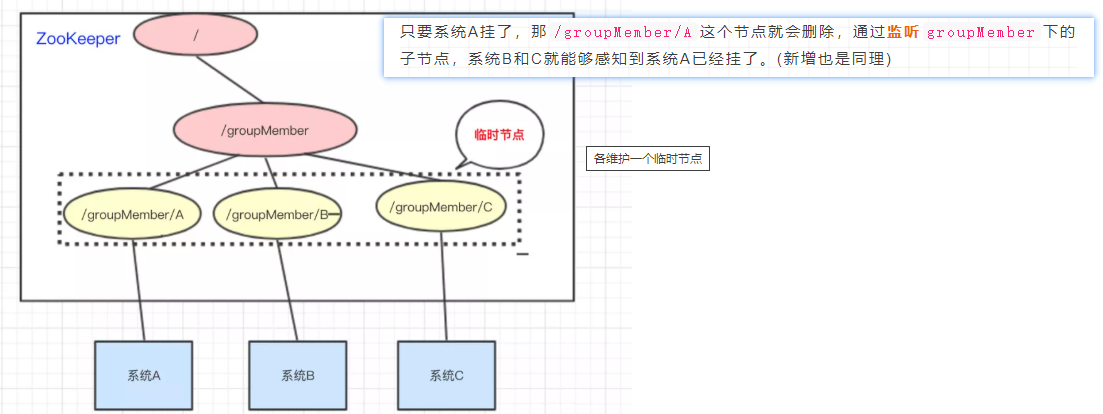 ZooKeeper
/
只要系统A挂了，那 /groupMember/A 这个节点就会删除，通过监听 groupMember 下的
子节点，系统B和C就能够感知到系统A已经挂了。(新增也是同理)
/groupMember
临时节点
各维护一个临时节点
/groupMember/A
/groupMember/B
/groupMember/C
系统A
系统B
系统C